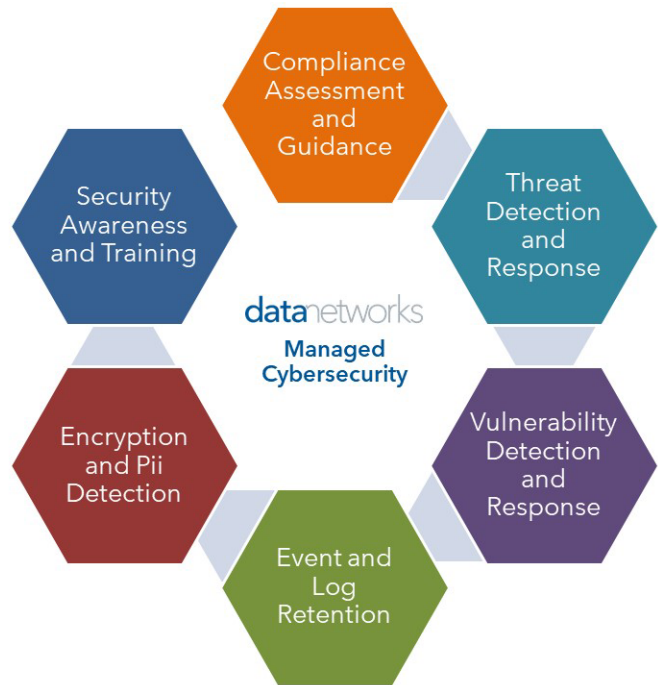 Compliance
Assessment
and
Guidance
Threat
Detection
and
Response
Vulnerability
Detection
and
Response
Event and
Log
Retention
Encryption
and Pii
Detection
Security
Awareness
and Training
datanetworks
Managed
Cybersecurity